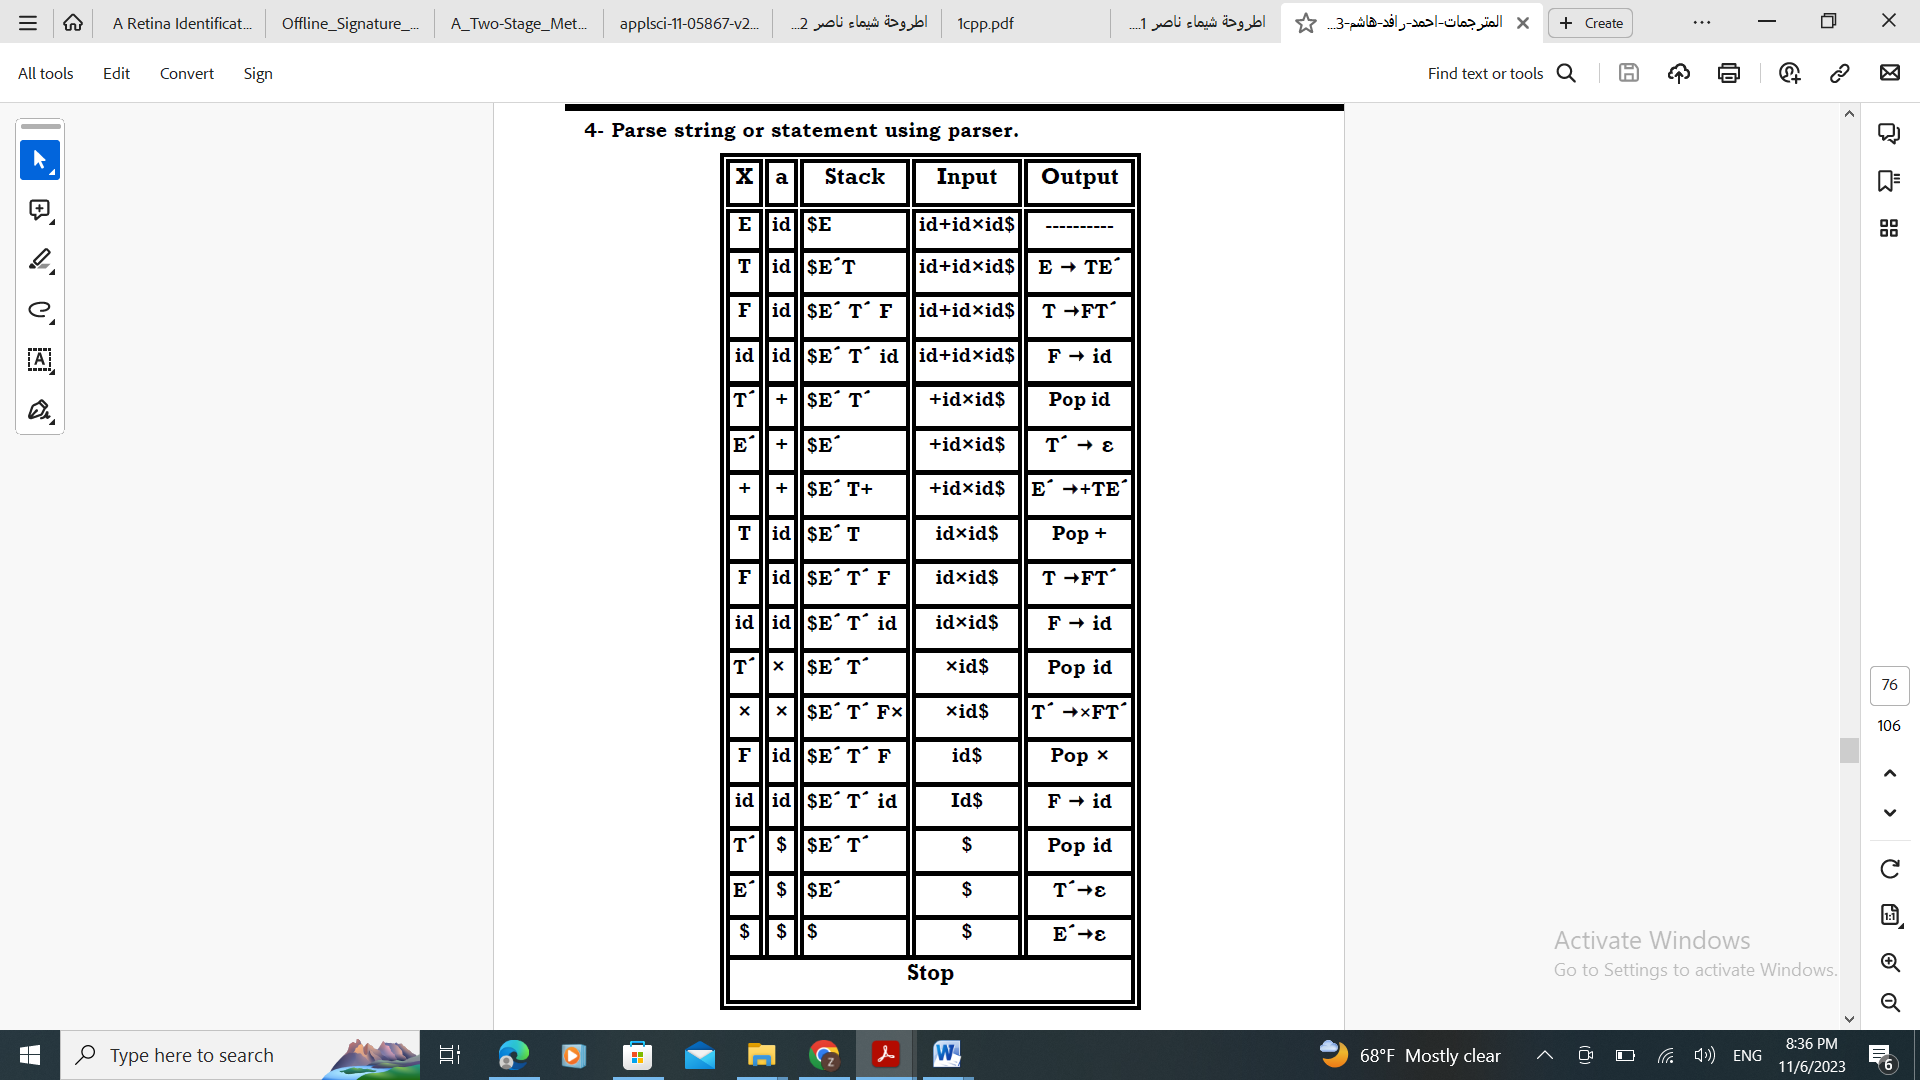 A Retina Identificat...
Offline_Signature_...
A_Two-Stage_Met...
applsci-11-05867-v2...
اطروحة شيماء ناصر 2...
1cpp.pdf
اطروحة شيماء ناصر 1....
المترجمات-احمد-رافد-هاشم-3...
Create
All tools
Edit
Convert
Sign
Find text or tools
4- Parse string or statement using parser.
X a Stack Input Output
E id $E id+id×id$ ----------
T id $E´T id+id×id$ E → TE´
F id $E´ T´ F id+id×id$ T →FT´
id id $E´ T´ id id+id×id$ F → id
T´ + $E´ T´ +id×id$ Pop id
E´ + $E´ +id×id$ T´ → ε
+ + $E´ T+ +id×id$ E´ →+TE´
T id $E´ T id×id$ Pop +
F id $E´ T´ F id×id$ T →FT´
id id $E´ T´ id id×id$ F → id
T´ × $E´ T´ ×id$ Pop id
× × $E´ T´ F× ×id$ T´ →×FT´
F id $E´ T´ F id$ Pop ×
id id $E´ T´ id Id$ F → id
T´ $ $E´ T´ $ Pop id
E´ $ $E´ $ T´→ε
$ $ $ $ E´→ε
Stop
76
106
1:1
Activate Windows
Go to Settings to activate Windows.
Type here to search
68°F Mostly clear
ENG
8:36 PM
11/6/2023
6